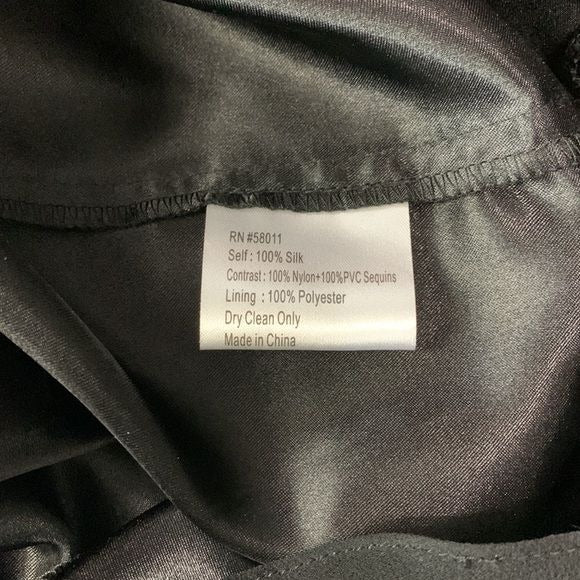 RN #58011
Self : 100% Silk
Contrast : 100% Nylon+100%PVC Sequins
Lining : 100% Polyester
Dry Clean Only
Made in China